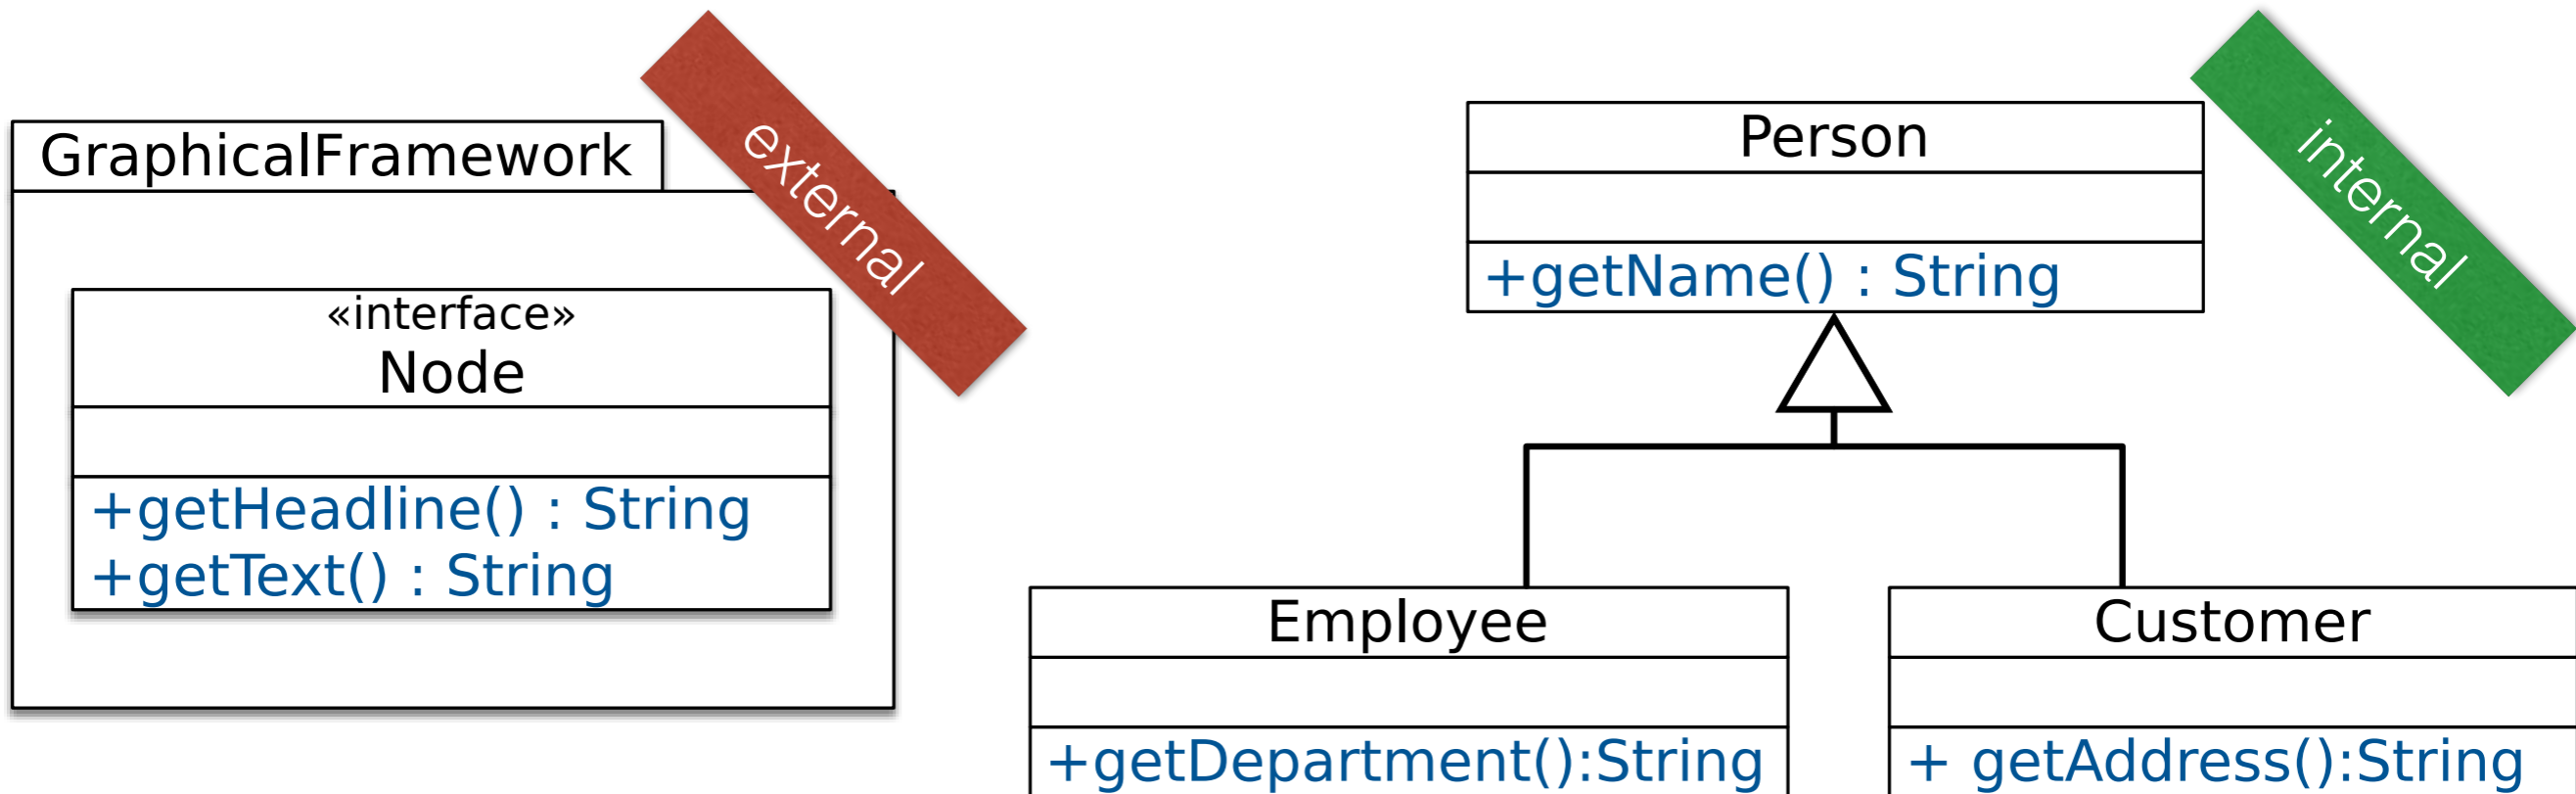 GraphicalFramework
external
«interface»
Node
+getHeadline() : String
+getText() : String
Person
+getName() : String
internal
Employee
+getDepartment():String
Customer
+ getAddress():String